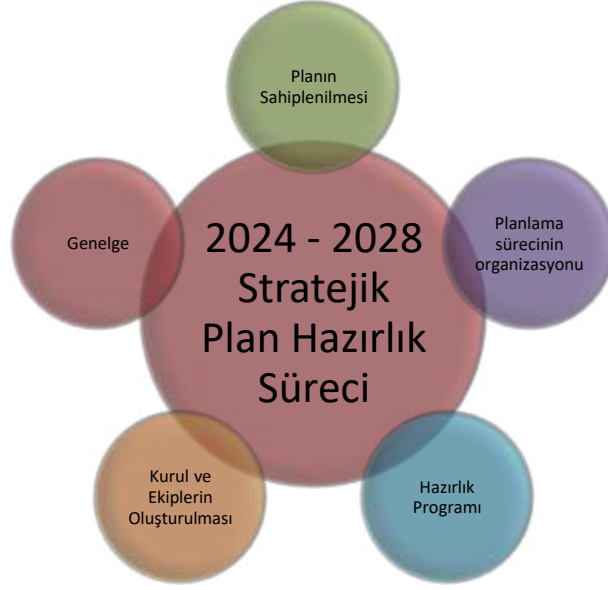 Planın
Sahiplenilmesi
Genelge
2024 - 2028
Stratejik
Plan Hazırlık
Süreci
Planlama
sürecinin
organizasyonu
Kurul ve
Ekiplerin
Oluşturulması
Hazırlık
Programı